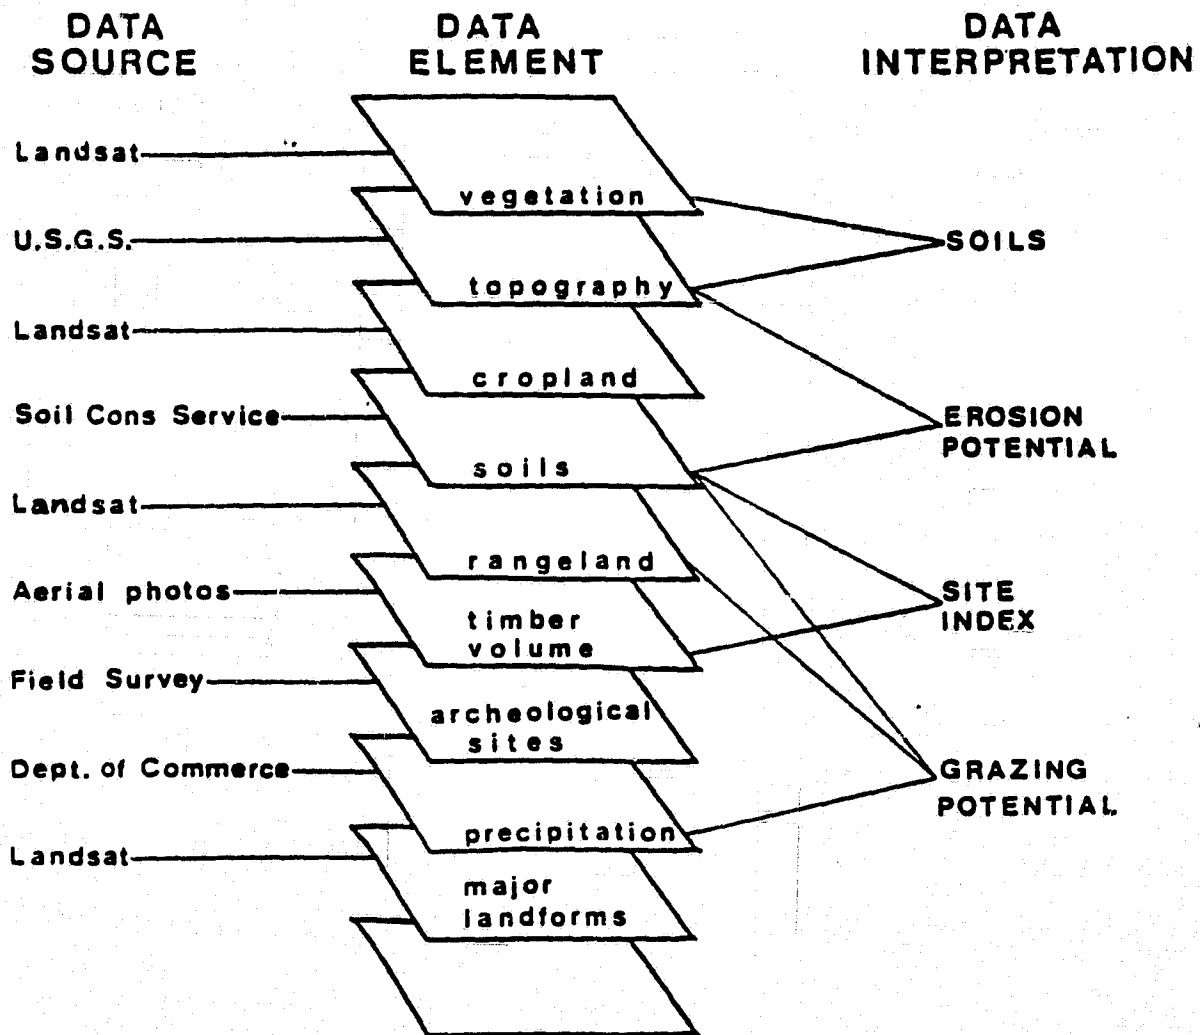 DATA SOURCE
DATA ELEMENT
DATA INTERPRETATION
Landsat
U.S.G.S.
Landsat
Soil Cons Service
Landsat
Aerial photos
Field Survey
Dept. of Commerce
Landsat
vegetation
topography
cropland
soils
rangeland
timber
volume
archeological
sites
precipitation
major
landforms
SOILS
EROSION
POTENTIAL
SITE
INDEX
GRAZING
POTENTIAL